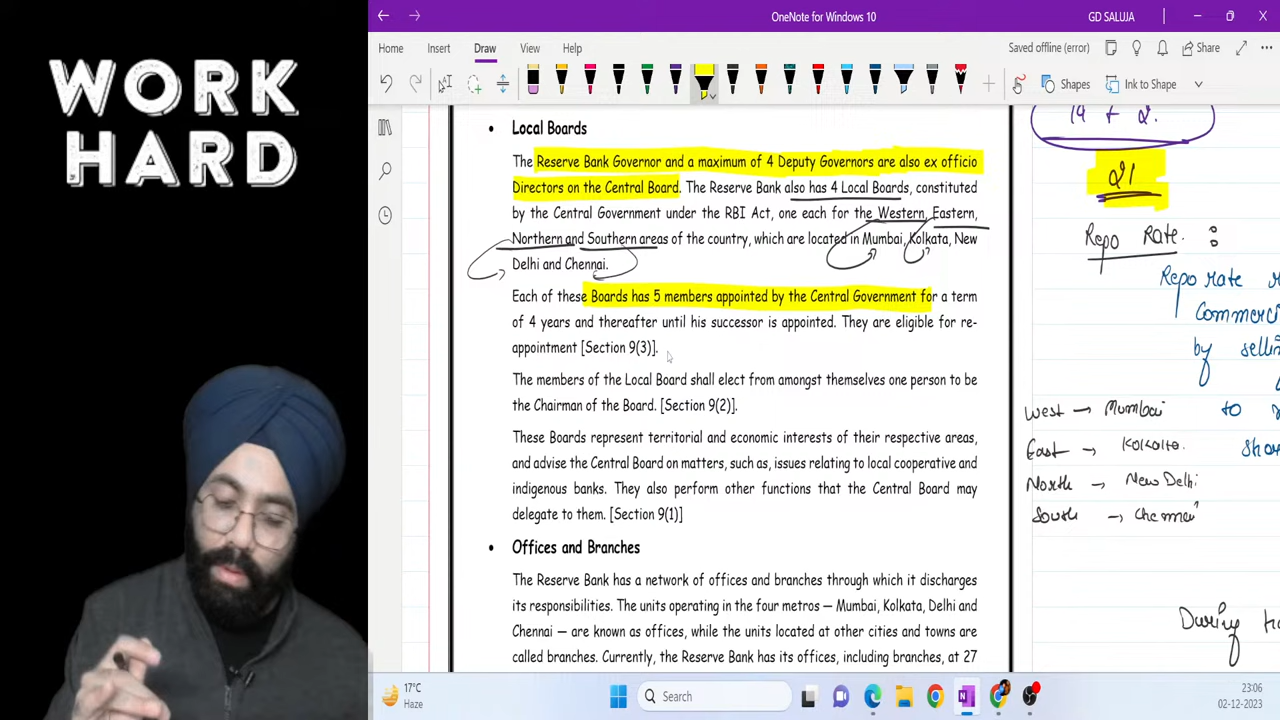 WORK
HARD
OneNote for Windows 10
GD SALUJA
Home Insert Draw View Help
Saved offline (error)
Share
Shapes
Ink to Shape
• Local Boards
The Reserve Bank Governor and a maximum of 4 Deputy Governors are also ex officio
Directors on the Central Board. The Reserve Bank also has 4 Local Boards, constituted
by the Central Government under the RBI Act, one each for the Western, Eastern,
Northern and Southern areas of the country, which are located in Mumbai, Kolkata, New
Delhi and Chennai.
Each of these Boards has 5 members appointed by the Central Government for a term
of 4 years and thereafter until his successor is appointed. They are eligible for re-
appointment [Section 9(3)].
The members of the Local Board shall elect from amongst themselves one person to be
the Chairman of the Board. [Section 9(2)].
These Boards represent territorial and economic interests of their respective areas,
and advise the Central Board on matters, such as, issues relating to local cooperative and
indigenous banks. They also perform other functions that the Central Board may
delegate to them. [Section 9(1)]
• Offices and Branches
The Reserve Bank has a network of offices and branches through which it discharges
its responsibilities. The units operating in the four metros — Mumbai, Kolkata, Delhi and
Chennai — are known as offices, while the units located at other cities and towns are
called branches. Currently, the Reserve Bank has its offices, including branches, at 27
14 + 2.
21
Repo Rate. :
Repo rate
commerci
by selli
to
sha
West → Mumbai
East → Kolkata.
North → New Delhi
South → Chennai
During
17°C
Haze
Search
23:06
02-12-2023